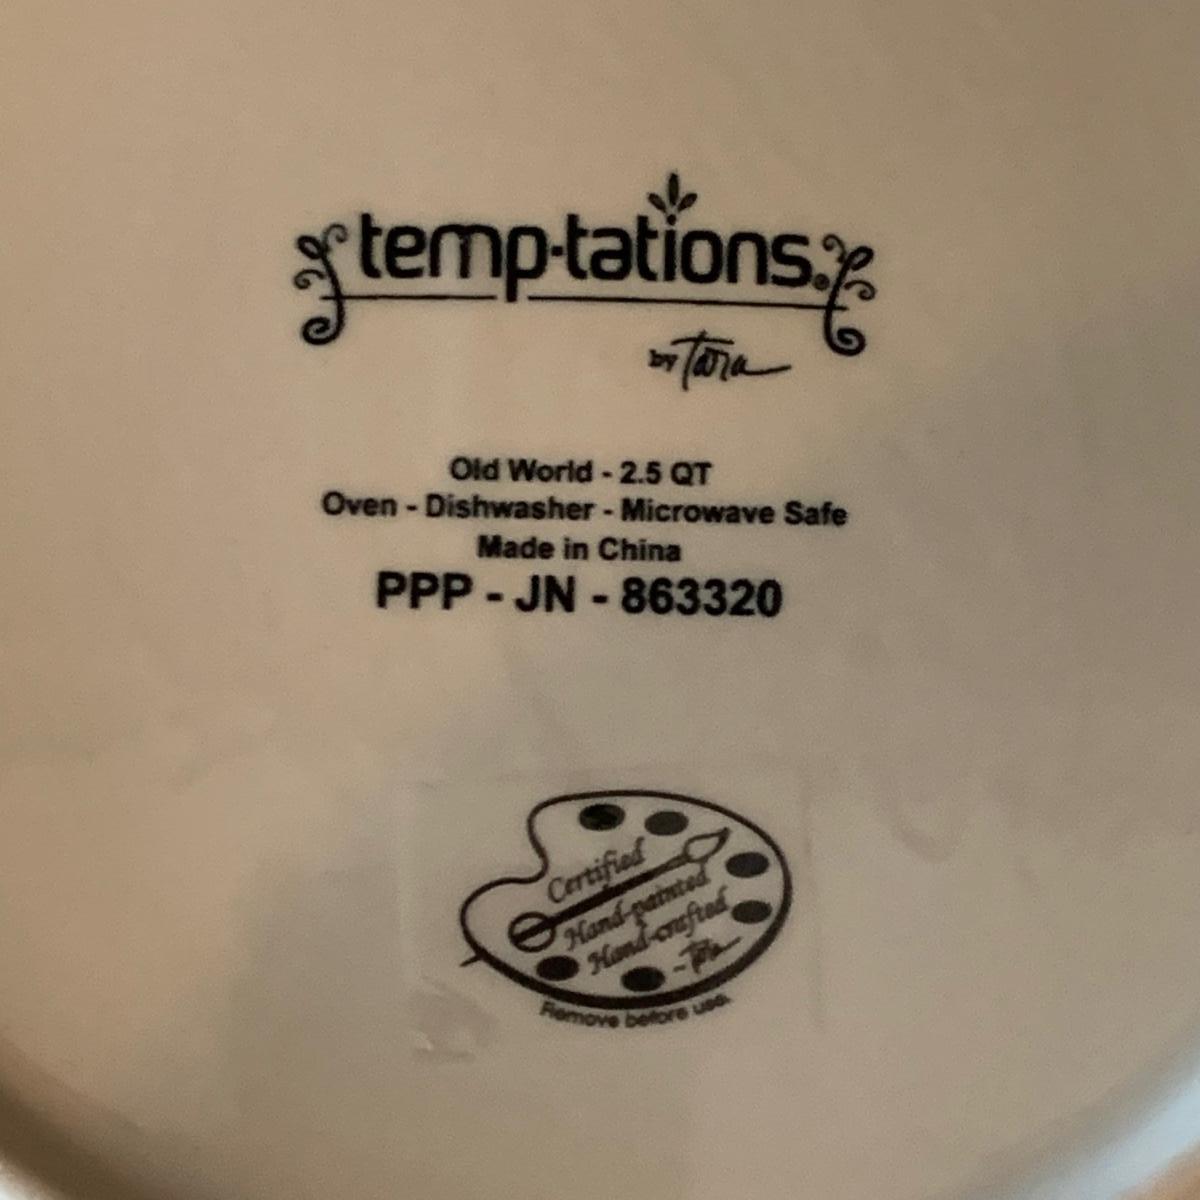 temp-tations®
by Tara
Old World - 2.5 QT
Oven - Dishwasher - Microwave Safe
Made in China
PPP - JN - 863320
Certified
Hand-painted
Hand-crafted
- Tara
Remove before use.